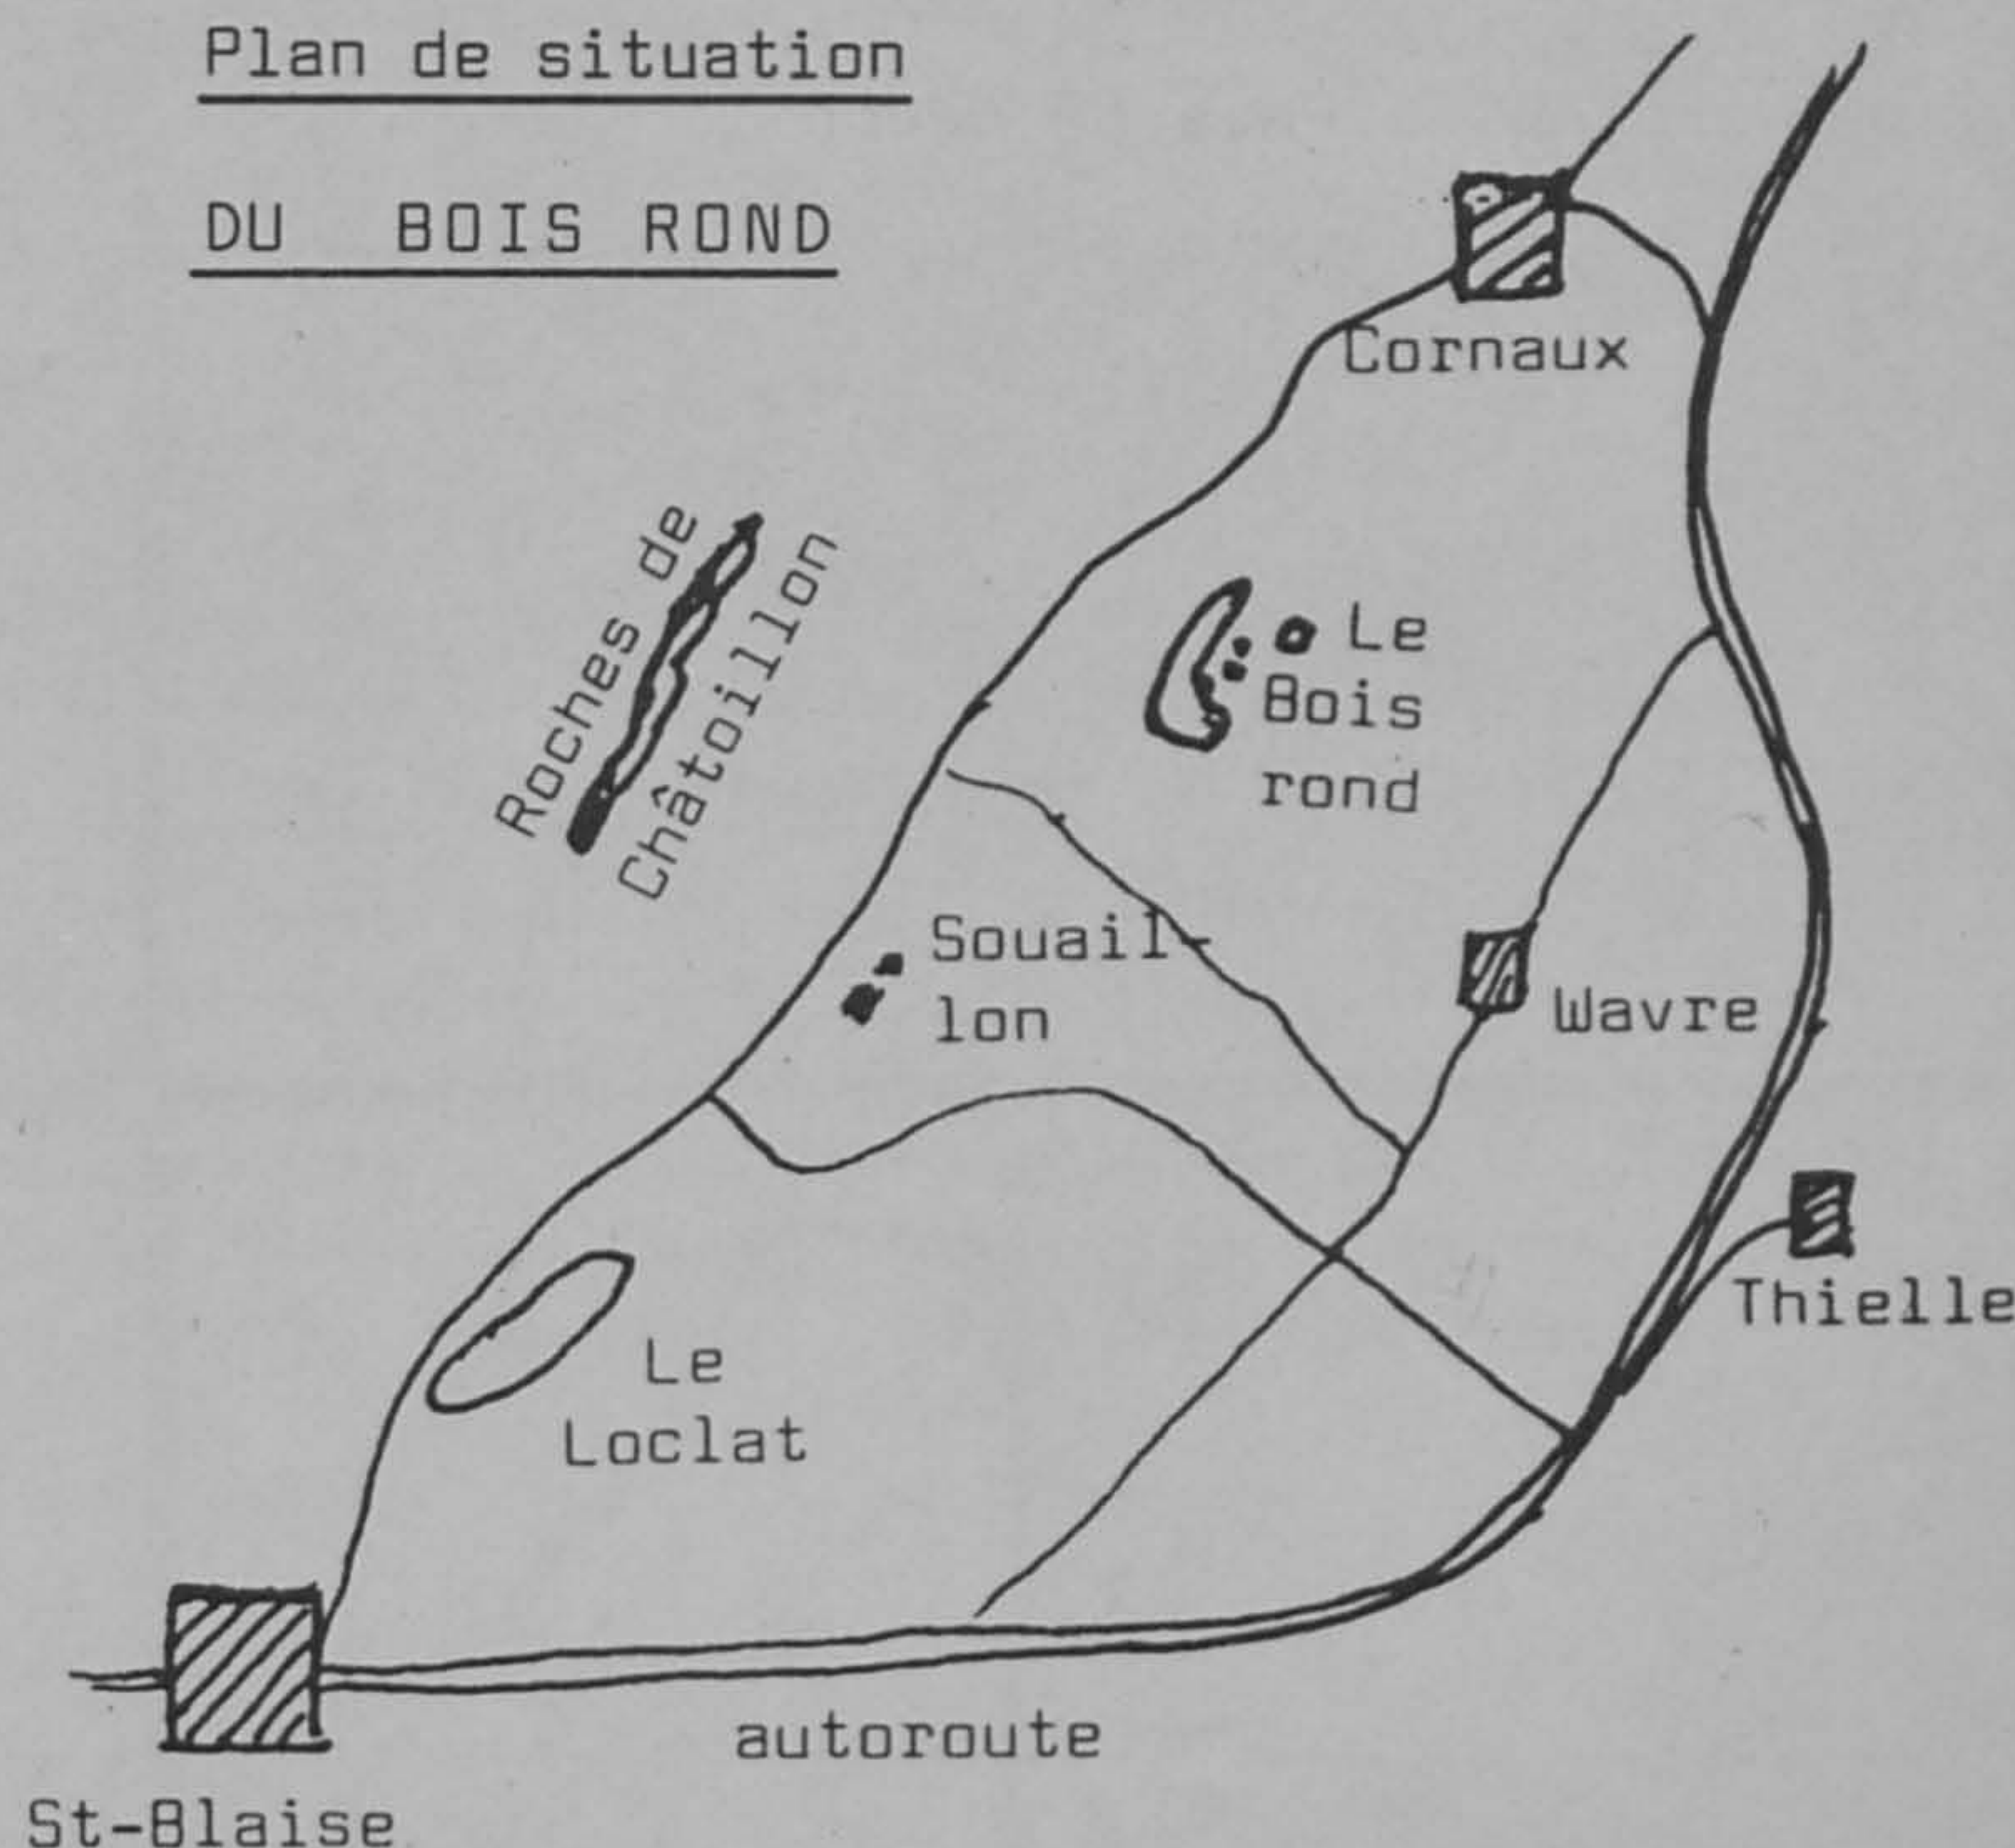 Plan de situation
DU BOIS ROND
Cornaux
Roches de
Châtoillon
Le
Bois
rond
Souail
lon
Wavre
Thielle
Le
Loclat
autoroute
St-Blaise